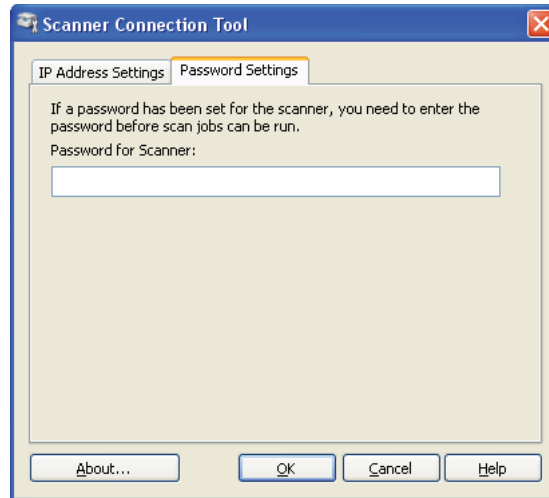 Scanner Connection Tool
IP Address Settings
Password Settings
If a password has been set for the scanner, you need to enter the
password before scan jobs can be run.
Password for Scanner:
About...
OK
Cancel
Help